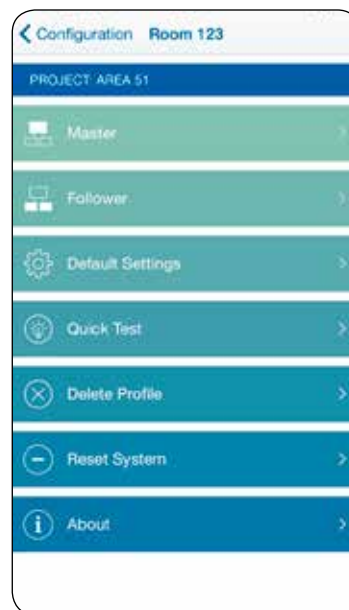 Configuration Room 123
PROJECT AREA 51
Master
Follower
Default Settings
Quick Test
Delete Profile
Reset System
About